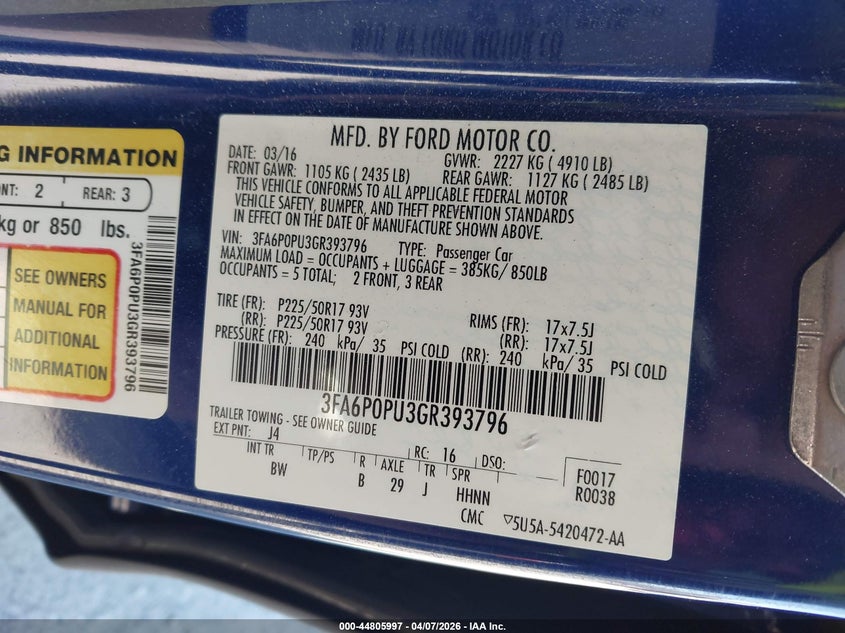 G INFORMATION
NT: 2 REAR: 3
kg or 850 lbs.
SEE OWNERS
MANUAL FOR
ADDITIONAL
INFORMATION
3FA6P0PU3GR393796
MFD. BY FORD MOTOR CO.
DATE: 03/16 GVWR: 2227 KG ( 4910 LB)
FRONT GAWR: 1105 KG ( 2435 LB) REAR GAWR: 1127 KG ( 2485 LB)
THIS VEHICLE CONFORMS TO ALL APPLICABLE FEDERAL MOTOR
VEHICLE SAFETY, BUMPER, AND THEFT PREVENTION STANDARDS
IN EFFECT ON THE DATE OF MANUFACTURE SHOWN ABOVE.
VIN: 3FA6P0PU3GR393796 TYPE: Passenger Car
MAXIMUM LOAD = OCCUPANTS + LUGGAGE = 385KG/ 850LB
OCCUPANTS = 5 TOTAL; 2 FRONT, 3 REAR
TIRE (FR): P225/50R17 93V RIMS (FR): 17x7.5J
(RR): P225/50R17 93V (RR): 17x7.5J
PRESSURE (FR): 240 kPa/ 35 PSI COLD (RR): 240 kPa/ 35 PSI COLD
3FA6P0PU3GR393796
TRAILER TOWING - SEE OWNER GUIDE
EXT PNT: J4 RC: 16 DSO: F0017
INT TR TP/PS R AXLE TR SPR R0038
BW B 29 J HHNN
CMC ▽5U5A-5420472-AA
000-44805997 - 04/07/2026 - IAA Inc.